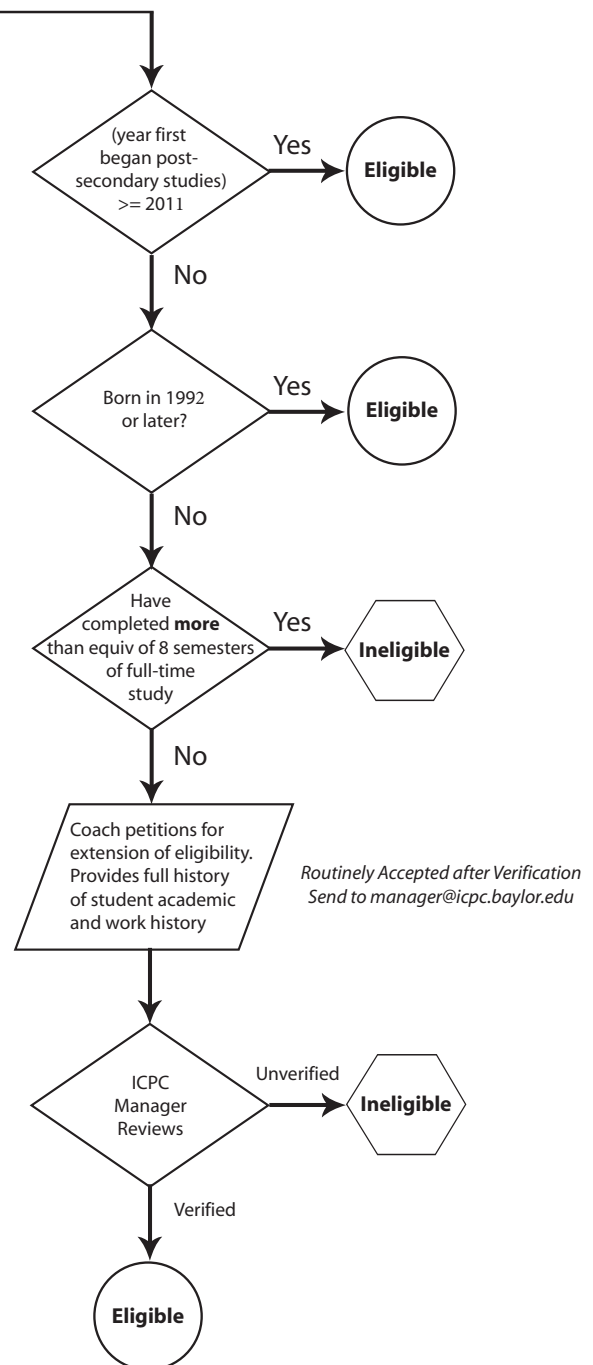 (year first
began post-
secondary studies)
>= 2011
Yes
Eligible
No
Born in 1992
or later?
Yes
Eligible
No
Have
completed more
than equiv of 8 semesters
of full-time
study
Yes
Ineligible
No
Coach petitions for
extension of eligibility.
Provides full history
of student academic
and work history
Routinely Accepted after Verification
Send to manager@icpc.baylor.edu
ICPC
Manager
Reviews
Unverified
Ineligible
Verified
Eligible